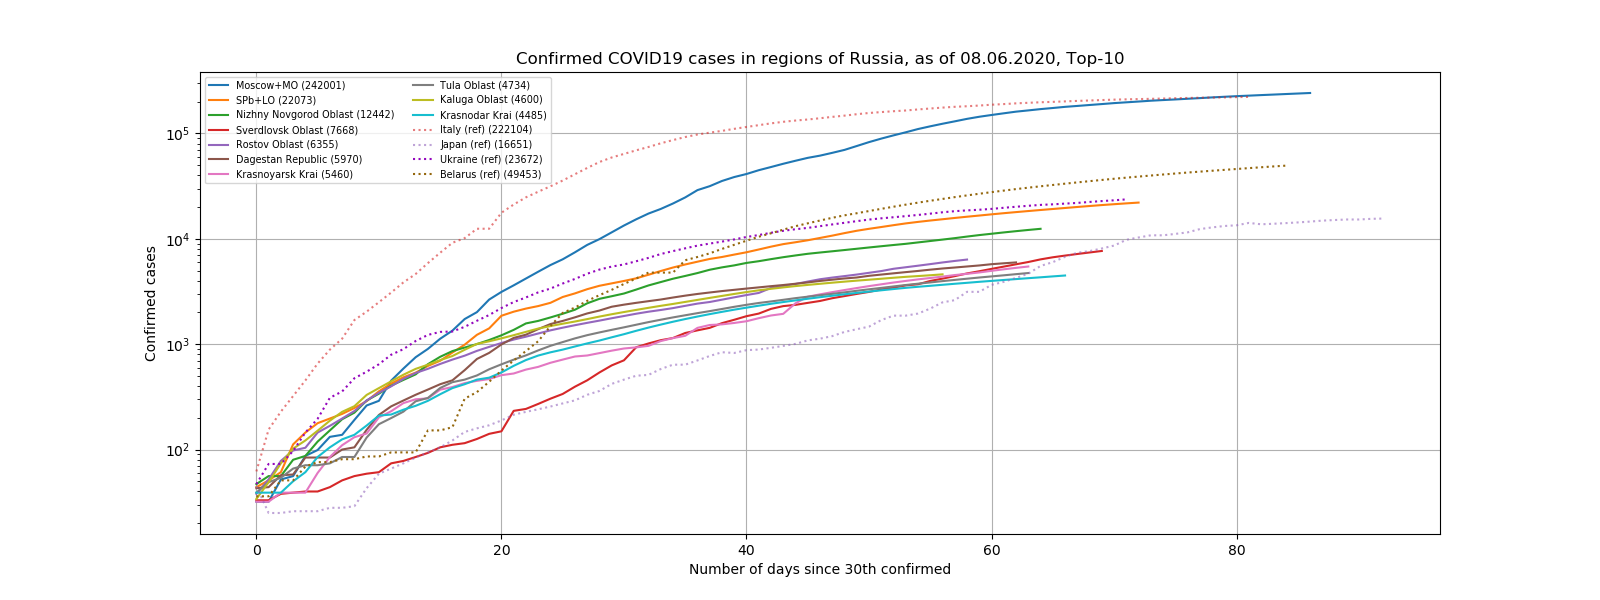 Confirmed COVID19 cases in regions of Russia, as of 08.06.2020, Top-10
Moscow+MO (242001)
SPb+LO (22073)
Nizhny Novgorod Oblast (12442)
Sverdlovsk Oblast (7668)
Rostov Oblast (6355)
Dagestan Republic (5970)
Krasnoyarsk Krai (5460)
Tula Oblast (4734)
Kaluga Oblast (4600)
Krasnodar Krai (4485)
Italy (ref) (222104)
Japan (ref) (16651)
Ukraine (ref) (23672)
Belarus (ref) (49453)
Confirmed cases
10⁵
10⁴
10³
10²
0 20 40 60 80
Number of days since 30th confirmed